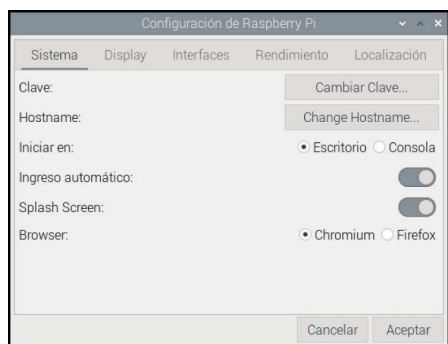 Configuración de Raspberry Pi
Sistema Display Interfaces Rendimiento Localización
Clave: Cambiar Clave...
Hostname: Change Hostname...
Iniciar en: Escritorio Consola
Ingreso automático:
Splash Screen:
Browser: Chromium Firefox
Cancelar Aceptar